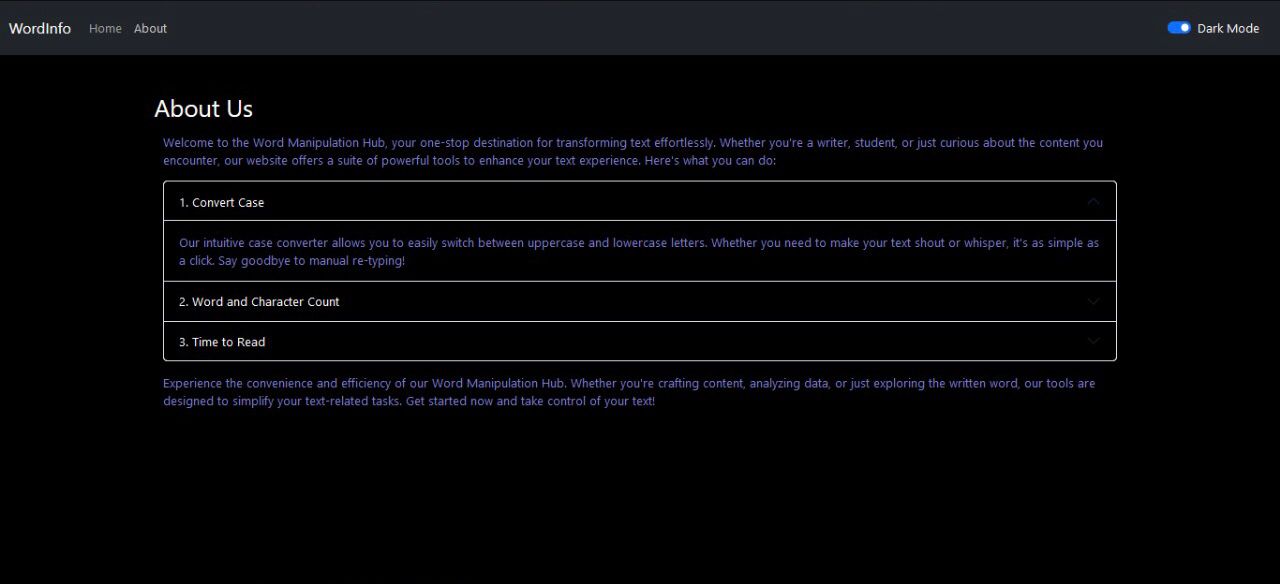 WordInfo Home About Dark Mode
About Us
Welcome to the Word Manipulation Hub, your one-stop destination for transforming text effortlessly. Whether you're a writer, student, or just curious about the content you
encounter, our website offers a suite of powerful tools to enhance your text experience. Here's what you can do:
1. Convert Case
Our intuitive case converter allows you to easily switch between uppercase and lowercase letters. Whether you need to make your text shout or whisper, it's as simple as
a click. Say goodbye to manual re-typing!
2. Word and Character Count
3. Time to Read
Experience the convenience and efficiency of our Word Manipulation Hub. Whether you're crafting content, analyzing data, or just exploring the written word, our tools are
designed to simplify your text-related tasks. Get started now and take control of your text!